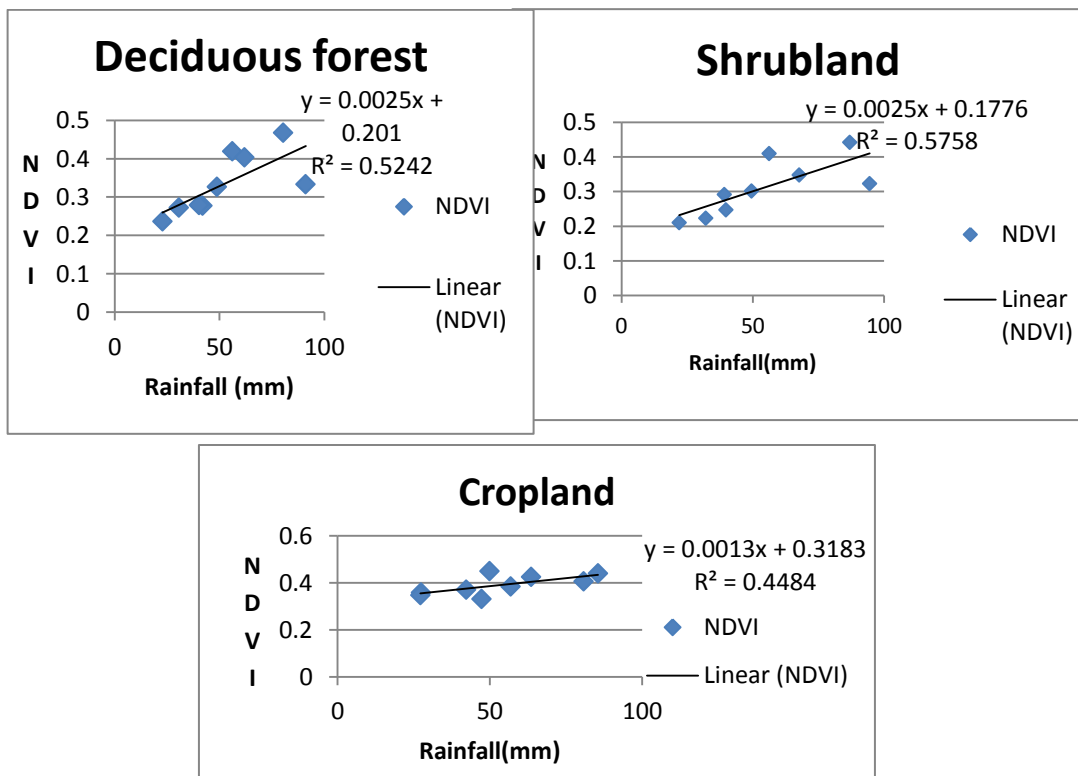 Deciduous forest
y = 0.0025x +
0.201
R² = 0.5242
0.5
0.4
0.3
0.2
0.1
0
N
D
V
I
NDVI
Linear
(NDVI)
0
50
100
Rainfall (mm)
Shrubland
y = 0.0025x + 0.1776
R² = 0.5758
0.5
0.4
0.3
0.2
0.1
0
N
D
V
I
NDVI
Linear
(NDVI)
0
50
100
Rainfall(mm)
Cropland
y = 0.0013x + 0.3183
R² = 0.4484
0.6
0.4
0.2
0
N
D
V
I
NDVI
Linear (NDVI)
0
50
100
Rainfall(mm)